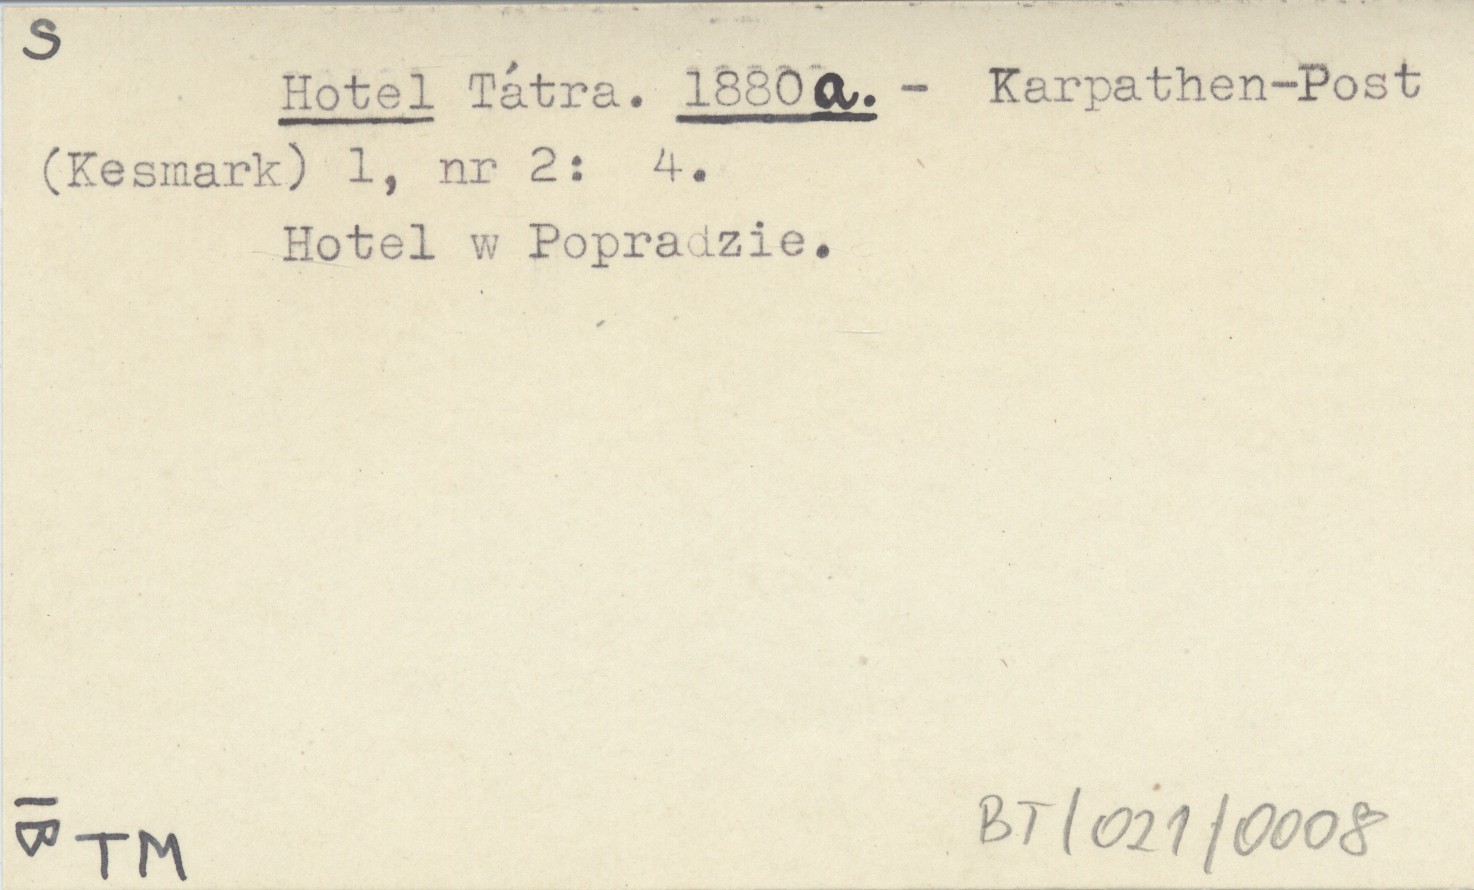 S
Hotel Tátra. 1880a. - Karpathen-Post
(Kesmark) 1, nr 2: 4.
Hotel w Popradzie.
TM
BT/021/0008